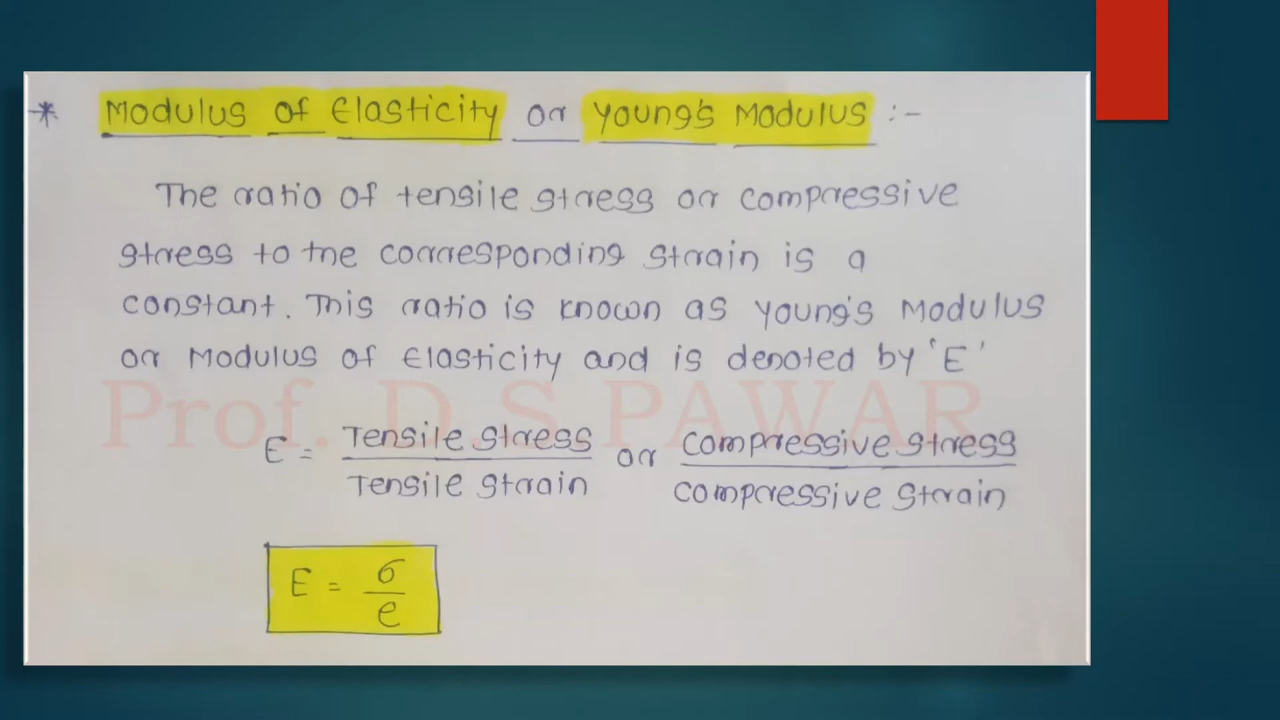 * Modulus of Elasticity or Young's Modulus :-
The ratio of tensile stress or compressive
stress to the corresponding strain is a
constant. This ratio is known as Young's Modulus
or Modulus of Elasticity and is denoted by 'E'
Prof. D.S PAWAR
E = Tensile stress / Tensile strain or compressive stress / compressive strain
E = σ / e